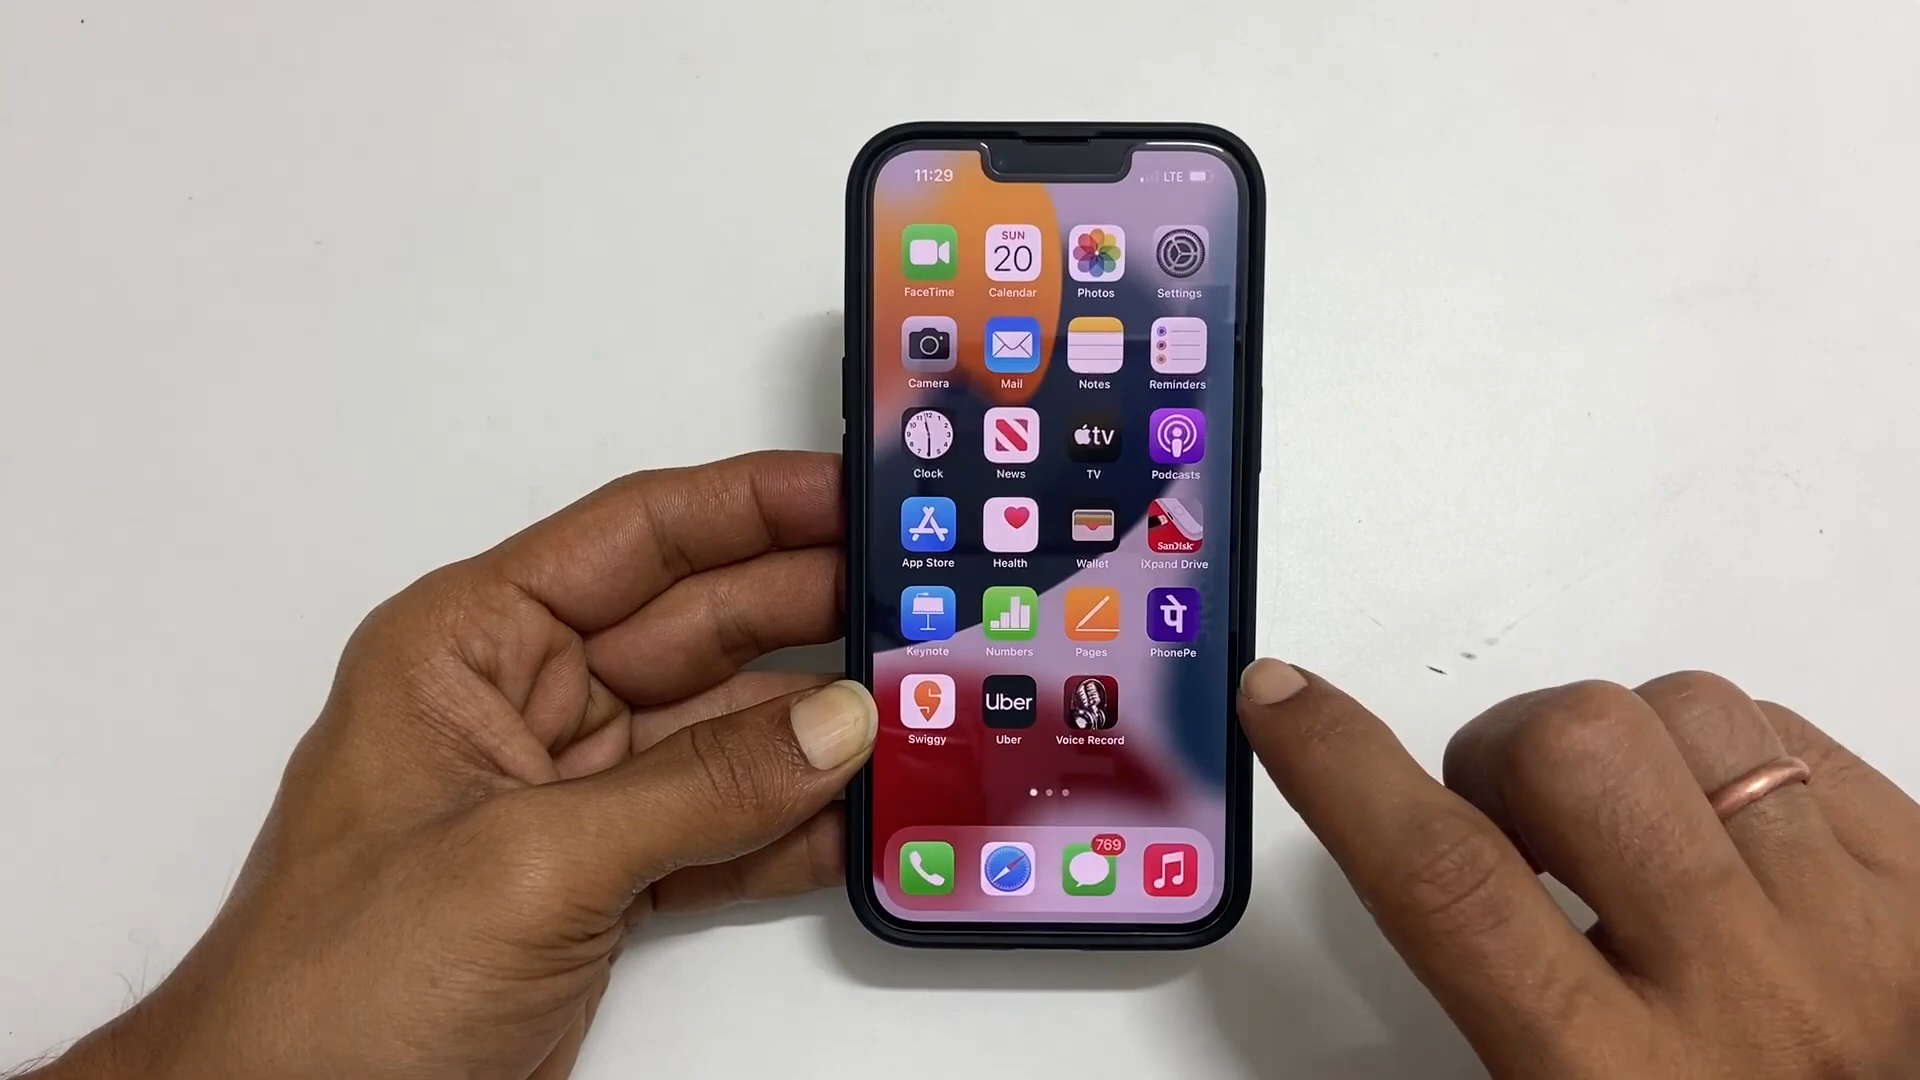 11:29 LTE
SUN
20
FaceTime Calendar Photos Settings
Camera Mail Notes Reminders
tv
Clock News TV Podcasts
SanDisk
App Store Health Wallet iXpand Drive
पे
Keynote Numbers Pages PhonePe
Uber
Swiggy Uber Voice Record
769